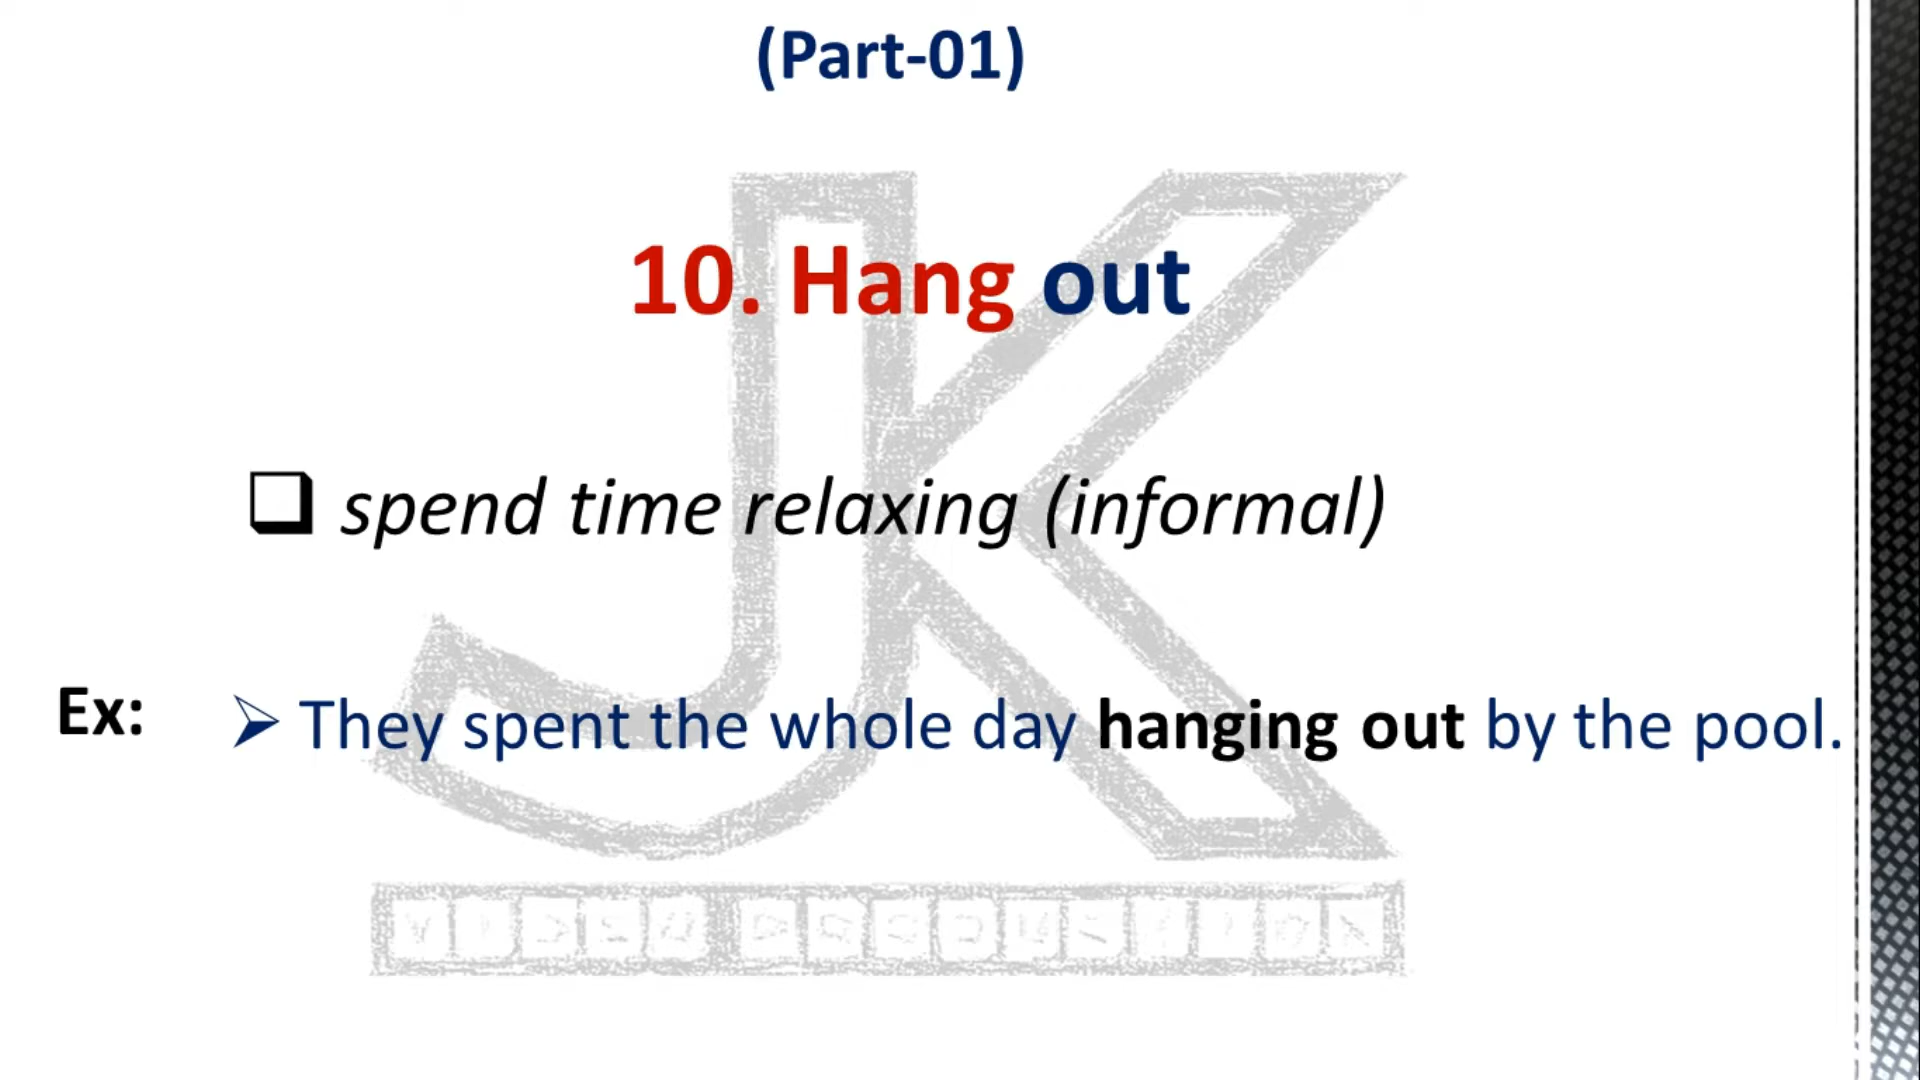 (Part-01)
10. Hang out
spend time relaxing (informal)
Ex: They spent the whole day hanging out by the pool.
JK